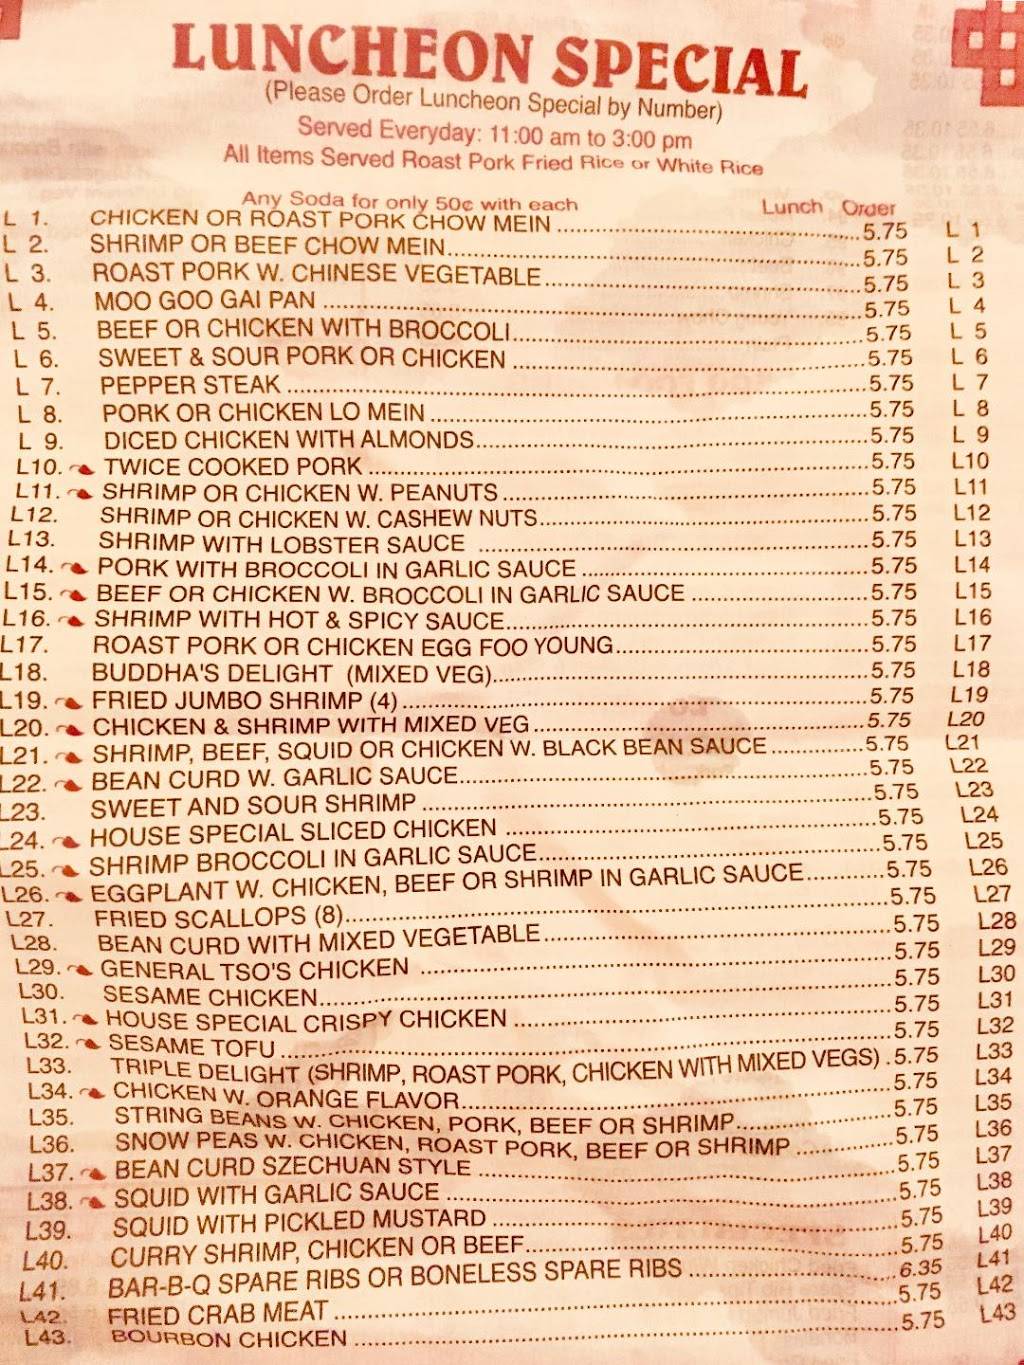 LUNCHEON SPECIAL
(Please Order Luncheon Special by Number)
Served Everyday: 11:00 am to 3:00 pm
All Items Served Roast Pork Fried Rice or White Rice
Any Soda for only 50¢ with each Lunch Order
L 1. CHICKEN OR ROAST PORK CHOW MEIN 5.75 L 1
L 2. SHRIMP OR BEEF CHOW MEIN 5.75 L 2
L 3. ROAST PORK W. CHINESE VEGETABLE 5.75 L 3
L 4. MOO GOO GAI PAN 5.75 L 4
L 5. BEEF OR CHICKEN WITH BROCCOLI 5.75 L 5
L 6. SWEET & SOUR PORK OR CHICKEN 5.75 L 6
L 7. PEPPER STEAK 5.75 L 7
L 8. PORK OR CHICKEN LO MEIN 5.75 L 8
L 9. DICED CHICKEN WITH ALMONDS 5.75 L 9
L10. TWICE COOKED PORK 5.75 L10
L11. SHRIMP OR CHICKEN W. PEANUTS 5.75 L11
L12. SHRIMP OR CHICKEN W. CASHEW NUTS 5.75 L12
L13. SHRIMP WITH LOBSTER SAUCE 5.75 L13
L14. PORK WITH BROCCOLI IN GARLIC SAUCE 5.75 L14
L15. BEEF OR CHICKEN W. BROCCOLI IN GARLIC SAUCE 5.75 L15
L16. SHRIMP WITH HOT & SPICY SAUCE 5.75 L16
L17. ROAST PORK OR CHICKEN EGG FOO YOUNG 5.75 L17
L18. BUDDHA'S DELIGHT (MIXED VEG) 5.75 L18
L19. FRIED JUMBO SHRIMP (4) 5.75 L19
L20. CHICKEN & SHRIMP WITH MIXED VEG 5.75 L20
L21. SHRIMP, BEEF, SQUID OR CHICKEN W. BLACK BEAN SAUCE 5.75 L21
L22. BEAN CURD W. GARLIC SAUCE 5.75 L22
L23. SWEET AND SOUR SHRIMP 5.75 L23
L24. HOUSE SPECIAL SLICED CHICKEN 5.75 L24
L25. SHRIMP BROCCOLI IN GARLIC SAUCE 5.75 L25
L26. EGGPLANT W. CHICKEN, BEEF OR SHRIMP IN GARLIC SAUCE 5.75 L26
L27. FRIED SCALLOPS (8) 5.75 L27
L28. BEAN CURD WITH MIXED VEGETABLE 5.75 L28
L29. GENERAL TSO'S CHICKEN 5.75 L29
L30. SESAME CHICKEN 5.75 L30
L31. HOUSE SPECIAL CRISPY CHICKEN 5.75 L31
L32. SESAME TOFU 5.75 L32
L33. TRIPLE DELIGHT (SHRIMP, ROAST PORK, CHICKEN WITH MIXED VEGS) 5.75 L33
L34. CHICKEN W. ORANGE FLAVOR 5.75 L34
L35. STRING BEANS W. CHICKEN, PORK, BEEF OR SHRIMP 5.75 L35
L36. SNOW PEAS W. CHICKEN, ROAST PORK, BEEF OR SHRIMP 5.75 L36
L37. BEAN CURD SZECHUAN STYLE 5.75 L37
L38. SQUID WITH GARLIC SAUCE 5.75 L38
L39. SQUID WITH PICKLED MUSTARD 5.75 L39
L40. CURRY SHRIMP, CHICKEN OR BEEF 5.75 L40
L41. BAR-B-Q SPARE RIBS OR BONELESS SPARE RIBS 6.35 L41
L42. FRIED CRAB MEAT 5.75 L42
L43. BOURBON CHICKEN 5.75 L43